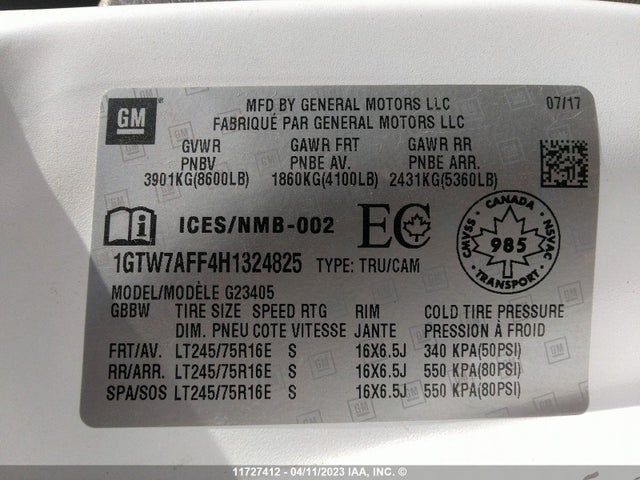 GM
MFD BY GENERAL MOTORS LLC 07/17
FABRIQUÉ PAR GENERAL MOTORS LLC
GVWR GAWR FRT GAWR RR
PNBV PNBE AV. PNBE ARR.
3901KG(8600LB) 1860KG(4100LB) 2431KG(5360LB)
i ICES/NMB-002 EC
CANADA
CMVSS 985 NSVAC
TRANSPORT
1GTW7AFF4H1324825 TYPE: TRU/CAM
MODEL/MODÈLE G23405
GBBW TIRE SIZE SPEED RTG RIM COLD TIRE PRESSURE
DIM. PNEU COTE VITESSE JANTE PRESSION À FROID
FRT/AV. LT245/75R16E S 16X6.5J 340 KPA(50PSI)
RR/ARR. LT245/75R16E S 16X6.5J 550 KPA(80PSI)
SPA/SOS LT245/75R16E S 16X6.5J 550 KPA(80PSI)
11727412 - 04/11/2023 IAA, INC. ©